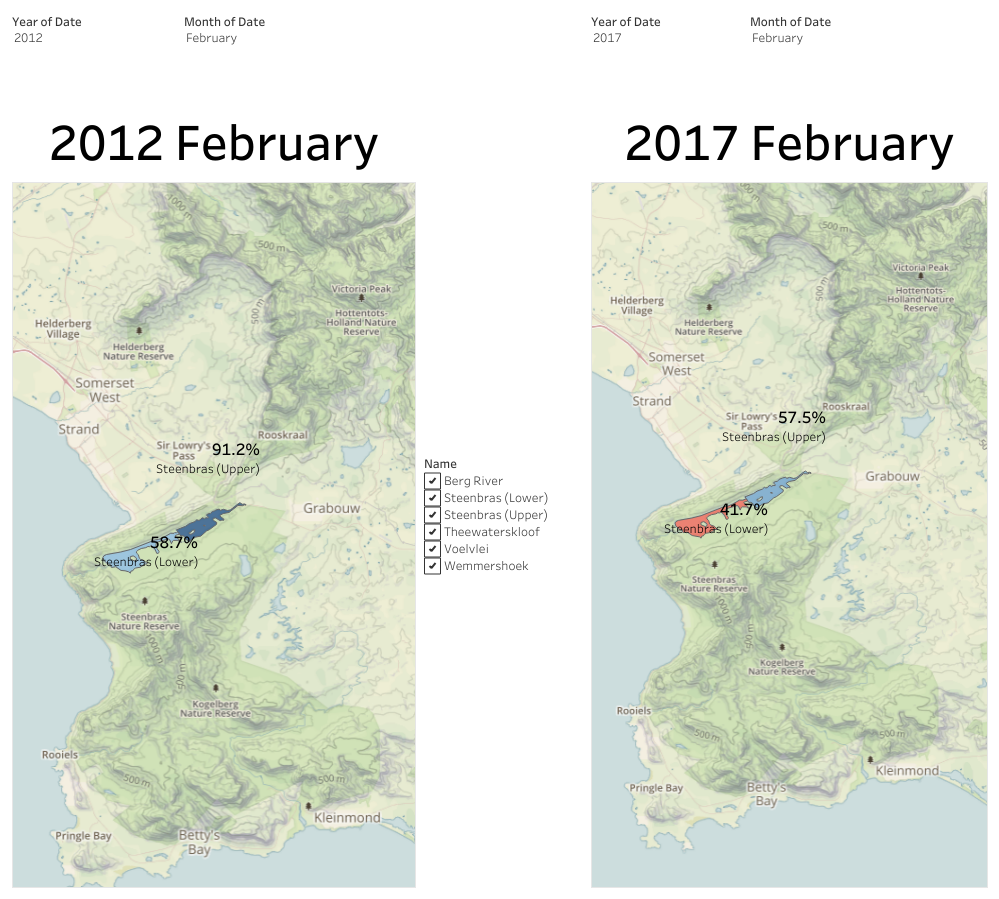 Year of Date
2012
Month of Date
February
Year of Date
2017
Month of Date
February
2012 February
2017 February
1000 m
500 m
Victoria Peak
500 m
Hottentots-
Holland Nature
Reserve
Helderberg
Village
Helderberg
Nature Reserve
Somerset
West
Strand
Rooskraal
Sir Lowry's
Pass
91.2%
Steenbras (Upper)
Grabouw
58.7%
Steenbras (Lower)
Steenbras
Nature Reserve
1000 m
500 m
Kogelberg
Nature Reserve
Rooiels
500 m
500 m
Kleinmond
Pringle Bay
Betty's
Bay
Name
Berg River
Steenbras (Lower)
Steenbras (Upper)
Theewaterskloof
Voelvlei
Wemmershoek
500 m
Victoria Peak
500 m
Hottentots-
Holland Nature
Reserve
Helderberg
Village
Helderberg
Nature Reserve
Somerset
West
Strand
Rooskraal
Sir Lowry's
Pass
57.5%
Steenbras (Upper)
Grabouw
41.7%
Steenbras (Lower)
Steenbras
Nature Reserve
1000 m
500 m
Kogelberg
Nature Reserve
Rooiels
500 m
500 m
Kleinmond
Pringle Bay
Betty's
Bay